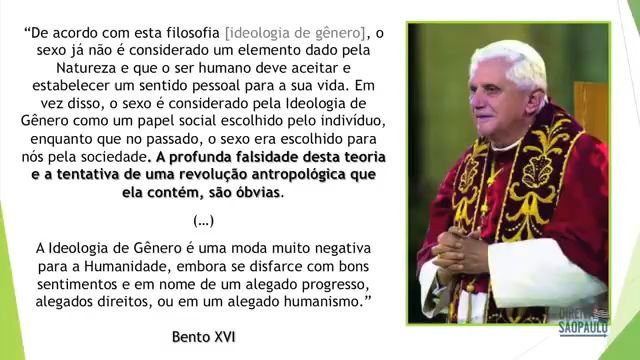 “De acordo com esta filosofia [ideologia de gênero], o
sexo já não é considerado um elemento dado pela
Natureza e que o ser humano deve aceitar e
estabelecer um sentido pessoal para a sua vida. Em
vez disso, o sexo é considerado pela Ideologia de
Gênero como um papel social escolhido pelo indivíduo,
enquanto que no passado, o sexo era escolhido para
nós pela sociedade. A profunda falsidade desta teoria
e a tentativa de uma revolução antropológica que
ela contém, são óbvias.
(…)
A Ideologia de Gênero é uma moda muito negativa
para a Humanidade, embora se disfarce com bons
sentimentos e em nome de um alegado progresso,
alegados direitos, ou em um alegado humanismo.”
Bento XVI
SÃOPAULO